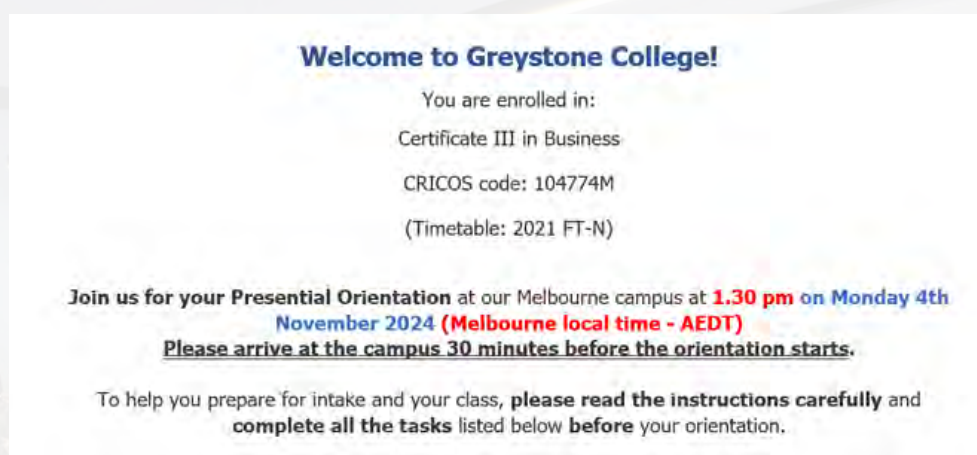 Welcome to Greystone College!
You are enrolled in:
Certificate III in Business
CRICOS code: 104774M
(Timetable: 2021 FT-N)
Join us for your Presential Orientation at our Melbourne campus at 1.30 pm on Monday 4th
November 2024 (Melbourne local time - AEDT)
Please arrive at the campus 30 minutes before the orientation starts.
To help you prepare for intake and your class, please read the instructions carefully and
complete all the tasks listed below before your orientation.